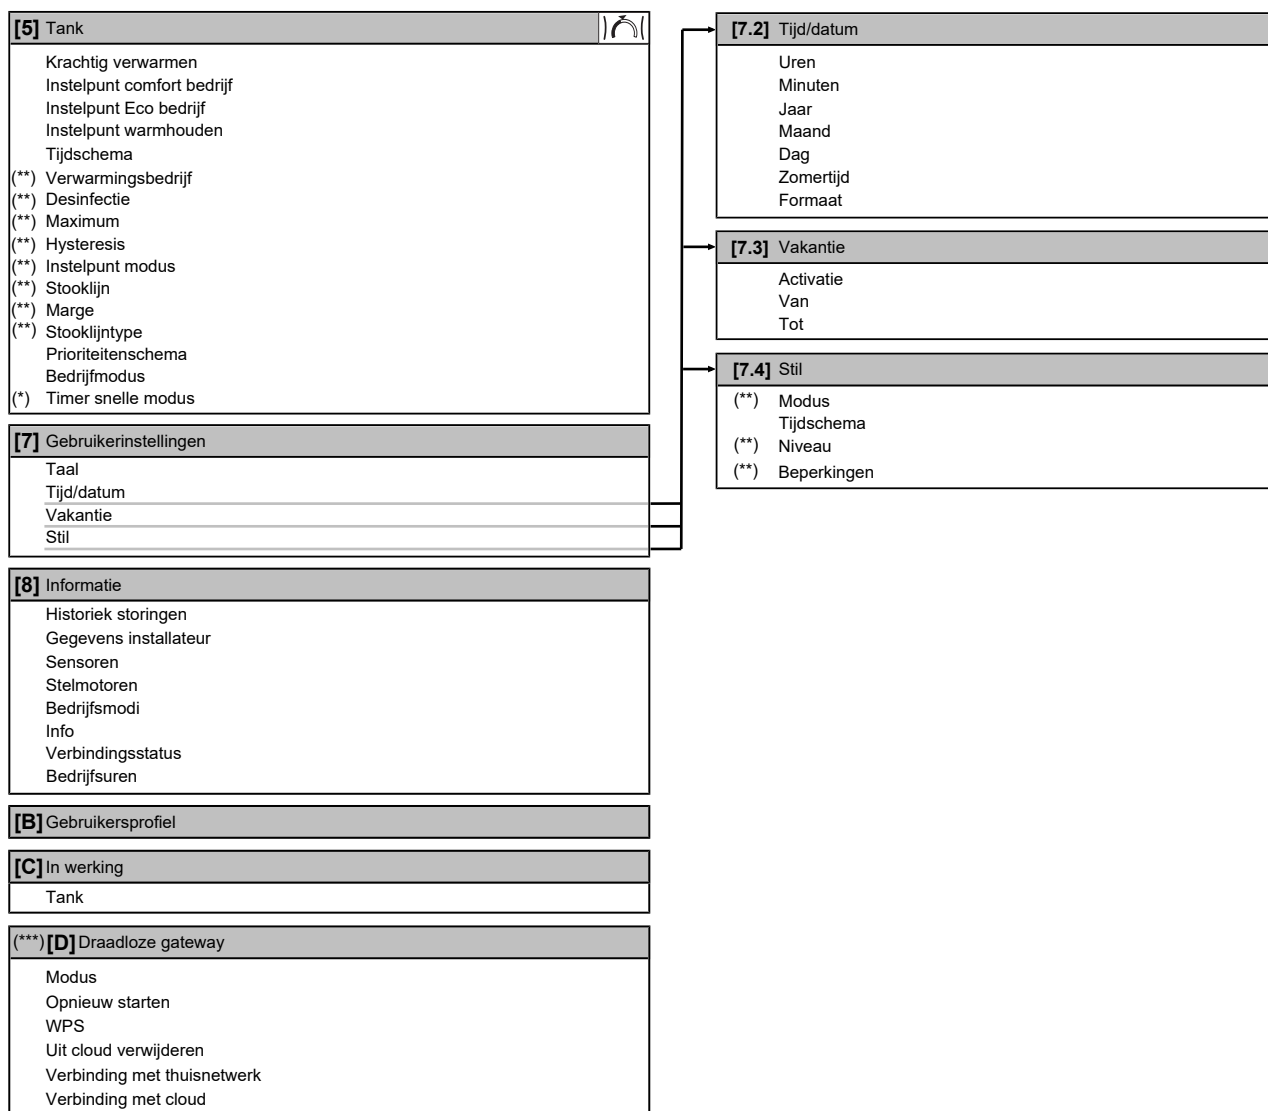 [5] Tank
Krachtig verwarmen
Instelpunt comfort bedrijf
Instelpunt Eco bedrijf
Instelpunt warmhouden
Tijdschema
(**) Verwarmingsbedrijf
(**) Desinfectie
(**) Maximum
(**) Hysteresis
(**) Instelpunt modus
(**) Stooklijn
(**) Marge
(**) Stooklijntype
Prioriteitenschema
Bedrijfmodus
(*) Timer snelle modus
[7] Gebruikerinstellingen
Taal
Tijd/datum
Vakantie
Stil
[8] Informatie
Historiek storingen
Gegevens installateur
Sensoren
Stelmotoren
Bedrijfsmodi
Info
Verbindingsstatus
Bedrijfsuren
[B] Gebruikersprofiel
[C] In werking
Tank
(***) [D] Draadloze gateway
Modus
Opnieuw starten
WPS
Uit cloud verwijderen
Verbinding met thuisnetwerk
Verbinding met cloud
[7.2] Tijd/datum
Uren
Minuten
Jaar
Maand
Dag
Zomertijd
Formaat
[7.3] Vakantie
Activatie
Van
Tot
[7.4] Stil
(**) Modus
Tijdschema
(**) Niveau
(**) Beperkingen